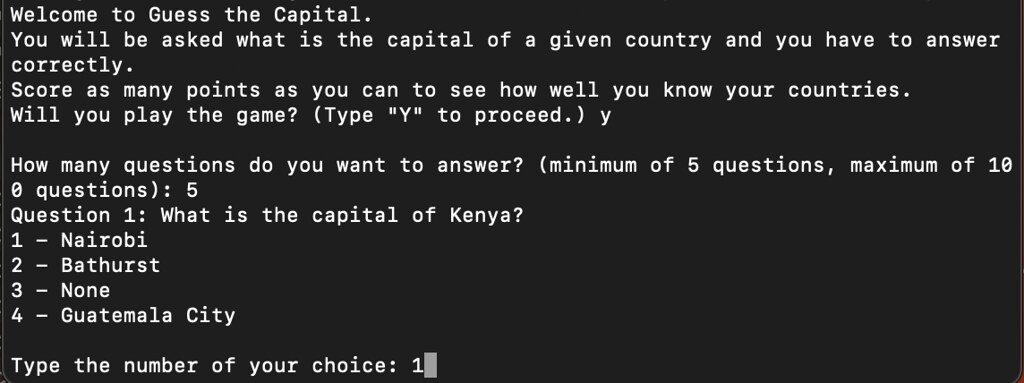 Welcome to Guess the Capital.
You will be asked what is the capital of a given country and you have to answer
correctly.
Score as many points as you can to see how well you know your countries.
Will you play the game? (Type "Y" to proceed.) y
How many questions do you want to answer? (minimum of 5 questions, maximum of 10
0 questions): 5
Question 1: What is the capital of Kenya?
1 – Nairobi
2 – Bathurst
3 – None
4 – Guatemala City
Type the number of your choice: 1